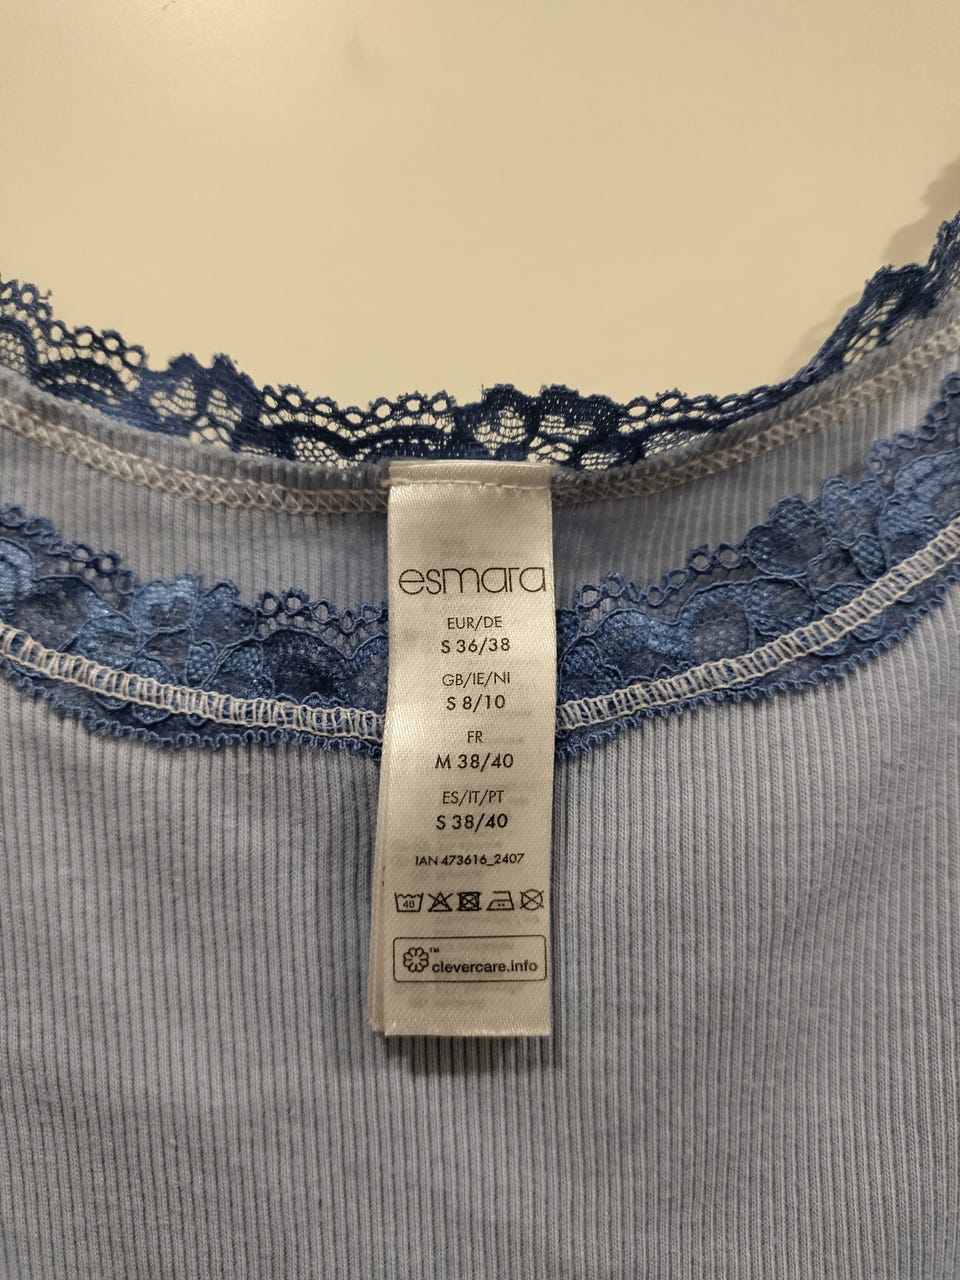 esmara
EUR/DE
S 36/38
GB/IE/NI
S 8/10
FR
M 38/40
ES/IT/PT
S 38/40
IAN 473616_2407
40
clevercare.info™